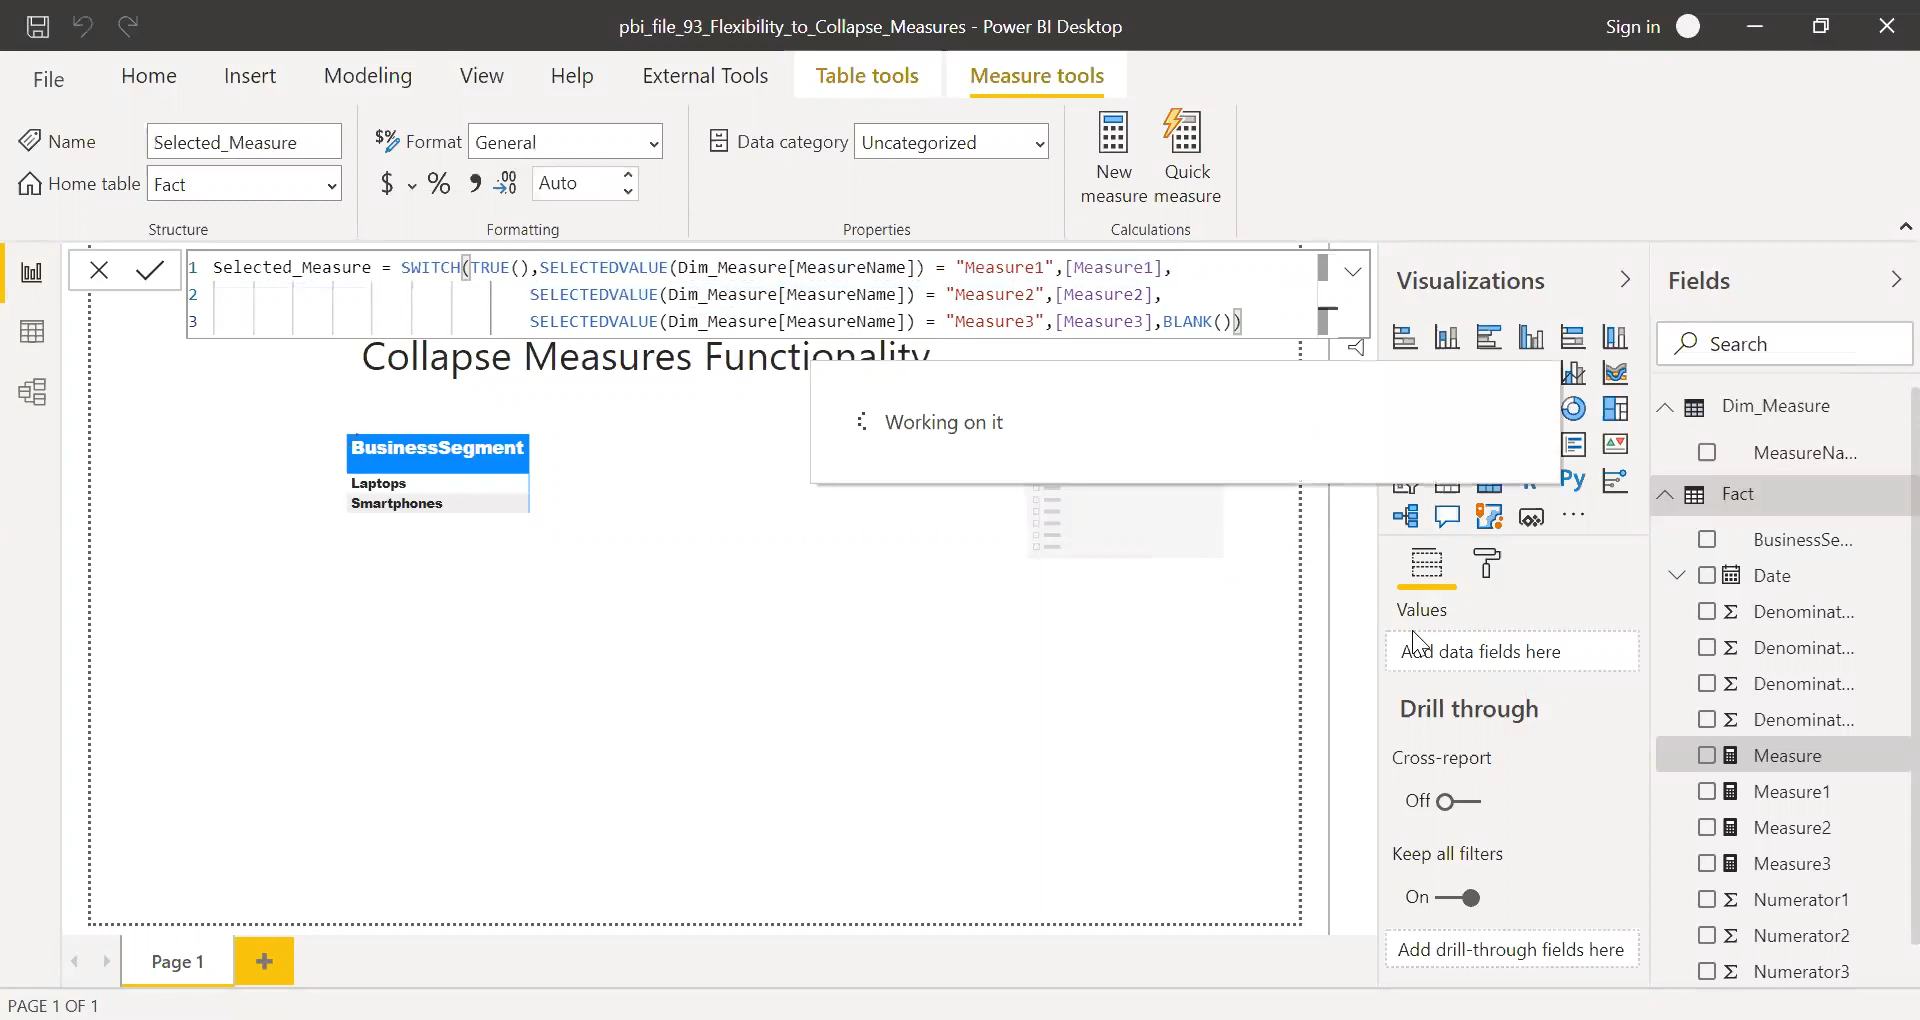 pbi_file_93_Flexibility_to_Collapse_Measures - Power BI Desktop
Sign in
File
Home
Insert
Modeling
View
Help
External Tools
Table tools
Measure tools
Name
Selected_Measure
Format
General
Data category
Uncategorized
Home table
Fact
$
%
Auto
New measure
Quick measure
Structure
Formatting
Properties
Calculations
1 Selected_Measure = SWITCH(TRUE(),SELECTEDVALUE(Dim_Measure[MeasureName]) = "Measure1",[Measure1],
2 SELECTEDVALUE(Dim_Measure[MeasureName]) = "Measure2",[Measure2],
3 SELECTEDVALUE(Dim_Measure[MeasureName]) = "Measure3",[Measure3],BLANK())
Collapse Measures Functionality
BusinessSegment
Laptops
Smartphones
Working on it
Visualizations
Py
Values
Add data fields here
Drill through
Cross-report
Off
Keep all filters
On
Add drill-through fields here
Fields
Search
Dim_Measure
MeasureNa...
Fact
BusinessSe...
Date
Denominat...
Denominat...
Denominat...
Denominat...
Measure
Measure1
Measure2
Measure3
Numerator1
Numerator2
Numerator3
Page 1
PAGE 1 OF 1